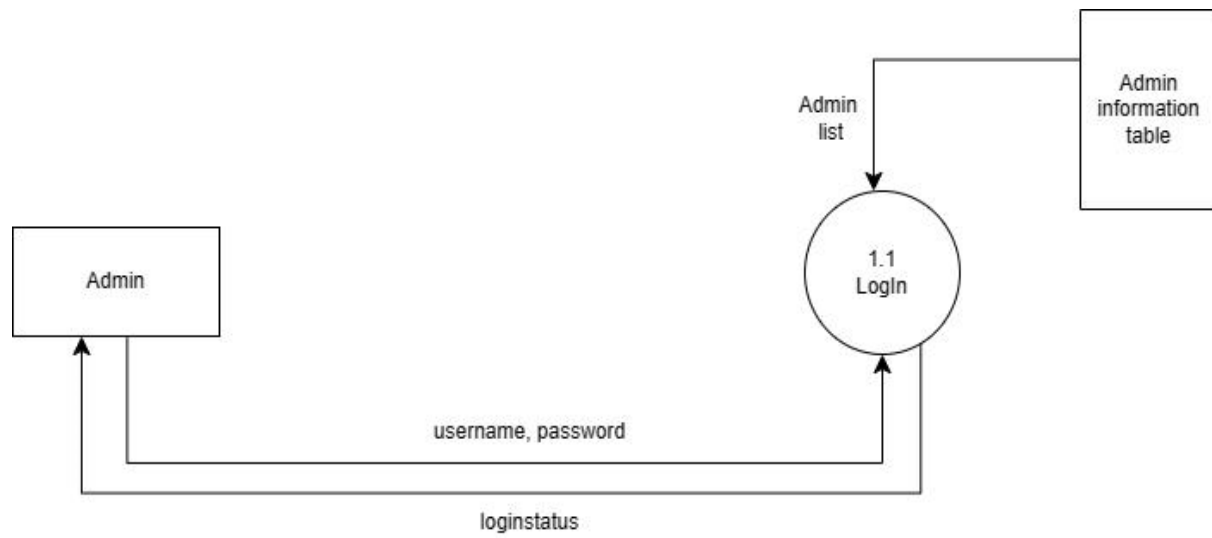 Admin
information
table
Admin
list
1.1
LogIn
Admin
username, password
loginstatus